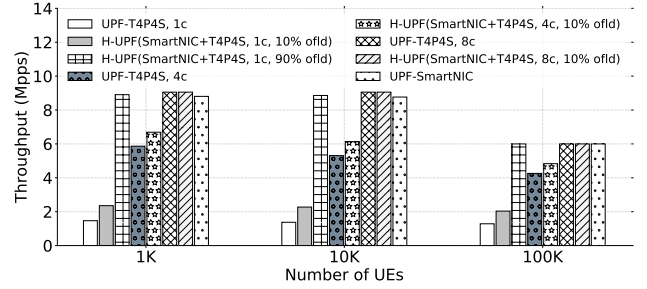 14
12
10
8
6
4
2
0
Throughput (Mpps)
UPF-T4P4S, 1c
H-UPF(SmartNIC+T4P4S, 1c, 10% ofld)
H-UPF(SmartNIC+T4P4S, 1c, 90% ofld)
UPF-T4P4S, 4c
H-UPF(SmartNIC+T4P4S, 4c, 10% ofld)
UPF-T4P4S, 8c
H-UPF(SmartNIC+T4P4S, 8c, 10% ofld)
UPF-SmartNIC
1K
10K
100K
Number of UEs